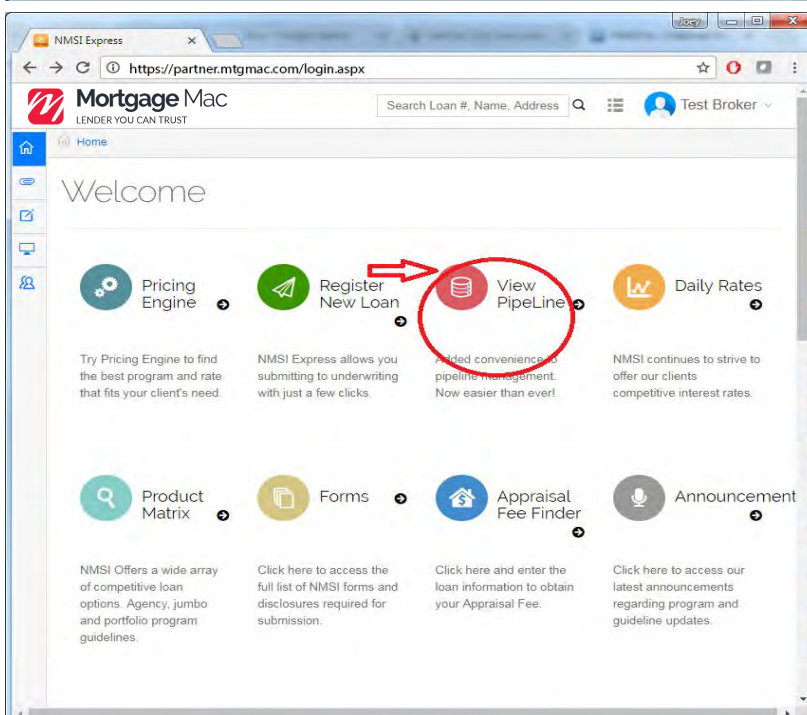 Joey
NMSI Express
https://partner.mtgmac.com/login.aspx
Mortgage Mac
LENDER YOU CAN TRUST
Search Loan #, Name, Address
Test Broker
Home
Welcome
Pricing
Engine
Try Pricing Engine to find
the best program and rate
that fits your client's need.
Register
New Loan
NMSI Express allows you
submitting to underwriting
with just a few clicks.
View
PipeLine
Added convenience to
pipeline management.
Now easier than ever!
Daily Rates
NMSI continues to strive to
offer our clients
competitive interest rates.
Product
Matrix
NMSI Offers a wide array
of competitive loan
options. Agency, jumbo
and portfolio program
guidelines.
Forms
Click here to access the
full list of NMSI forms and
disclosures required for
submission.
Appraisal
Fee Finder
Click here and enter the
loan information to obtain
your Appraisal Fee.
Announcement
Click here to access our
latest announcements
regarding program and
guideline updates.